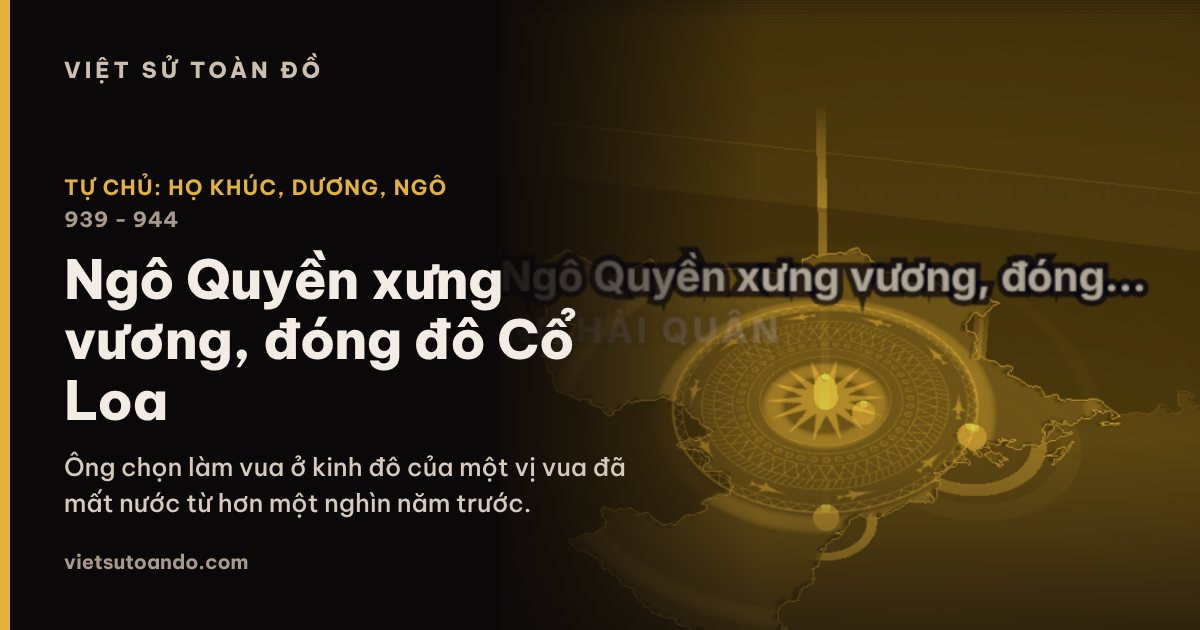 VIỆT SỬ TOÀN ĐỒ
TỰ CHỦ: HỌ KHÚC, DƯƠNG, NGÔ
939 - 944
Ngô Quyền xưng
vương, đóng đô Cổ
Loa
Ông chọn làm vua ở kinh đô của một vị vua đã
mất nước từ hơn một nghìn năm trước.
vietsutoando.com
Ngô Quyền xưng vương, đóng...
HẢI QUÂN